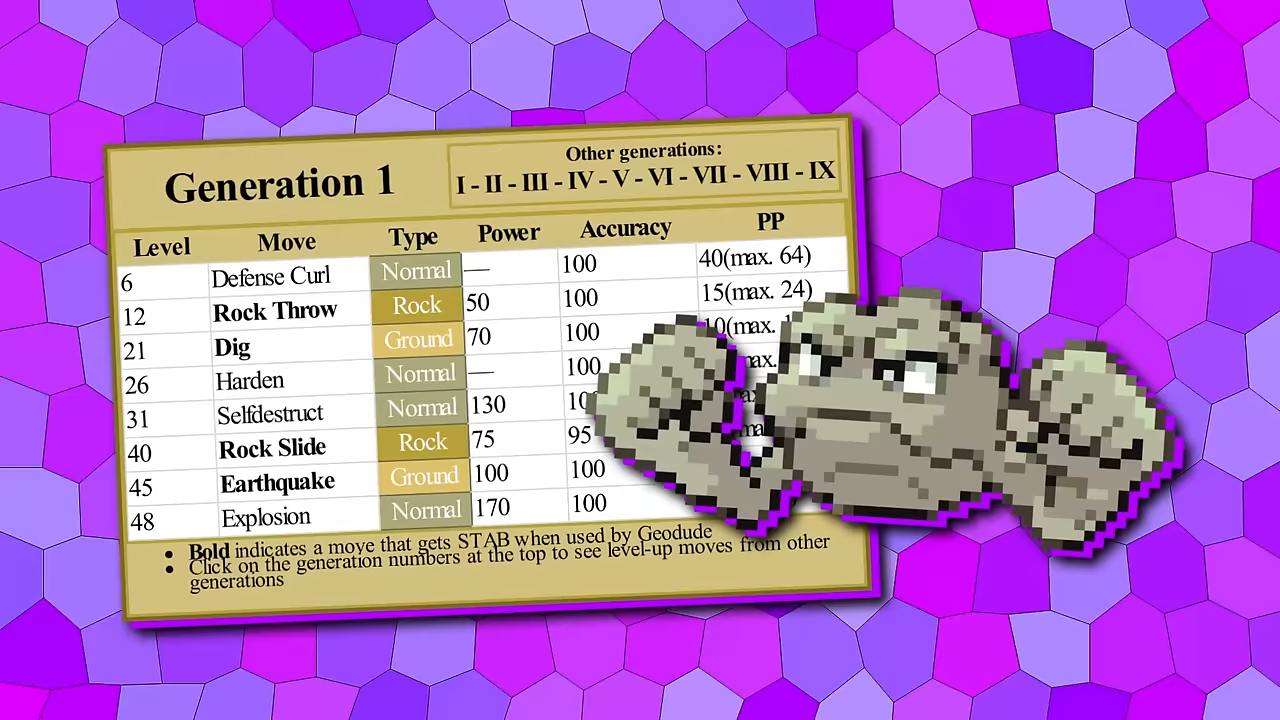 Generation 1
Other generations:
I - II - III - IV - V - VI - VII - VIII - IX
Level Move Type Power Accuracy PP
6 Defense Curl Normal — 100 40(max. 64)
12 Rock Throw Rock 50 100 15(max. 24)
21 Dig Ground 70 100
26 Harden Normal — 100
31 Selfdestruct Normal 130
40 Rock Slide Rock 75 95
45 Earthquake Ground 100 100
48 Explosion Normal 170 100
• Bold indicates a move that gets STAB when used by Geodude
• Click on the generation numbers at the top to see level-up moves from other
generations